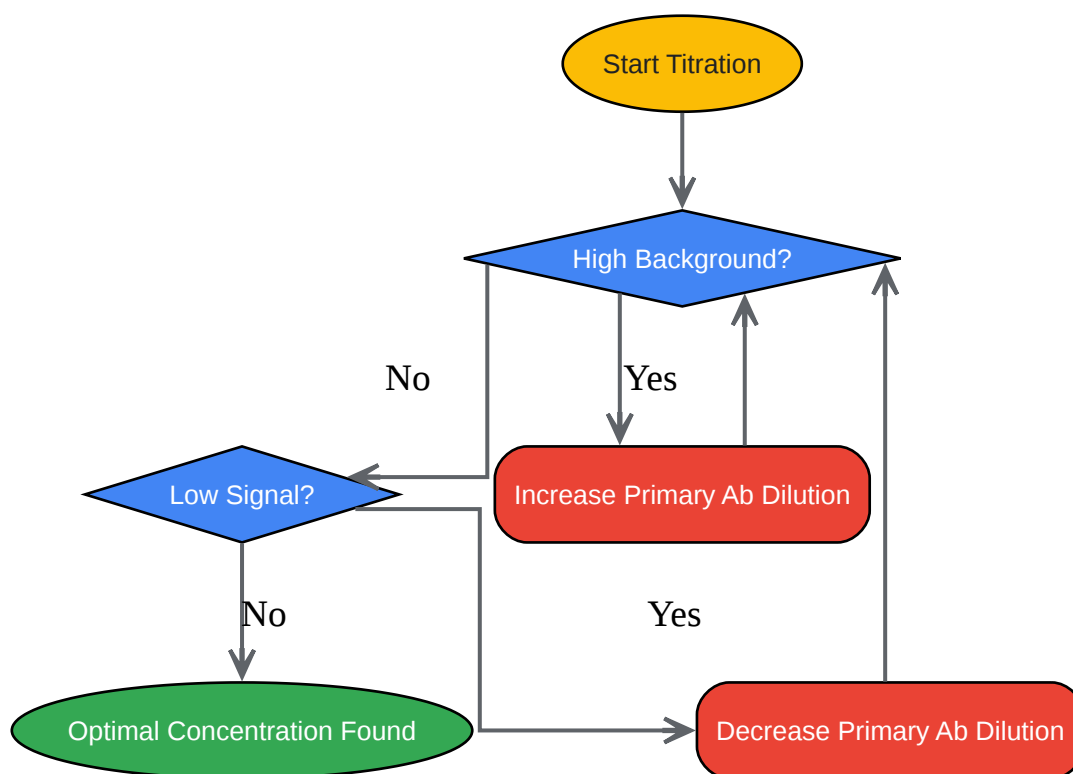 Start Titration
High Background?
No
Yes
Low Signal?
Increase Primary Ab Dilution
No
Yes
Optimal Concentration Found
Decrease Primary Ab Dilution